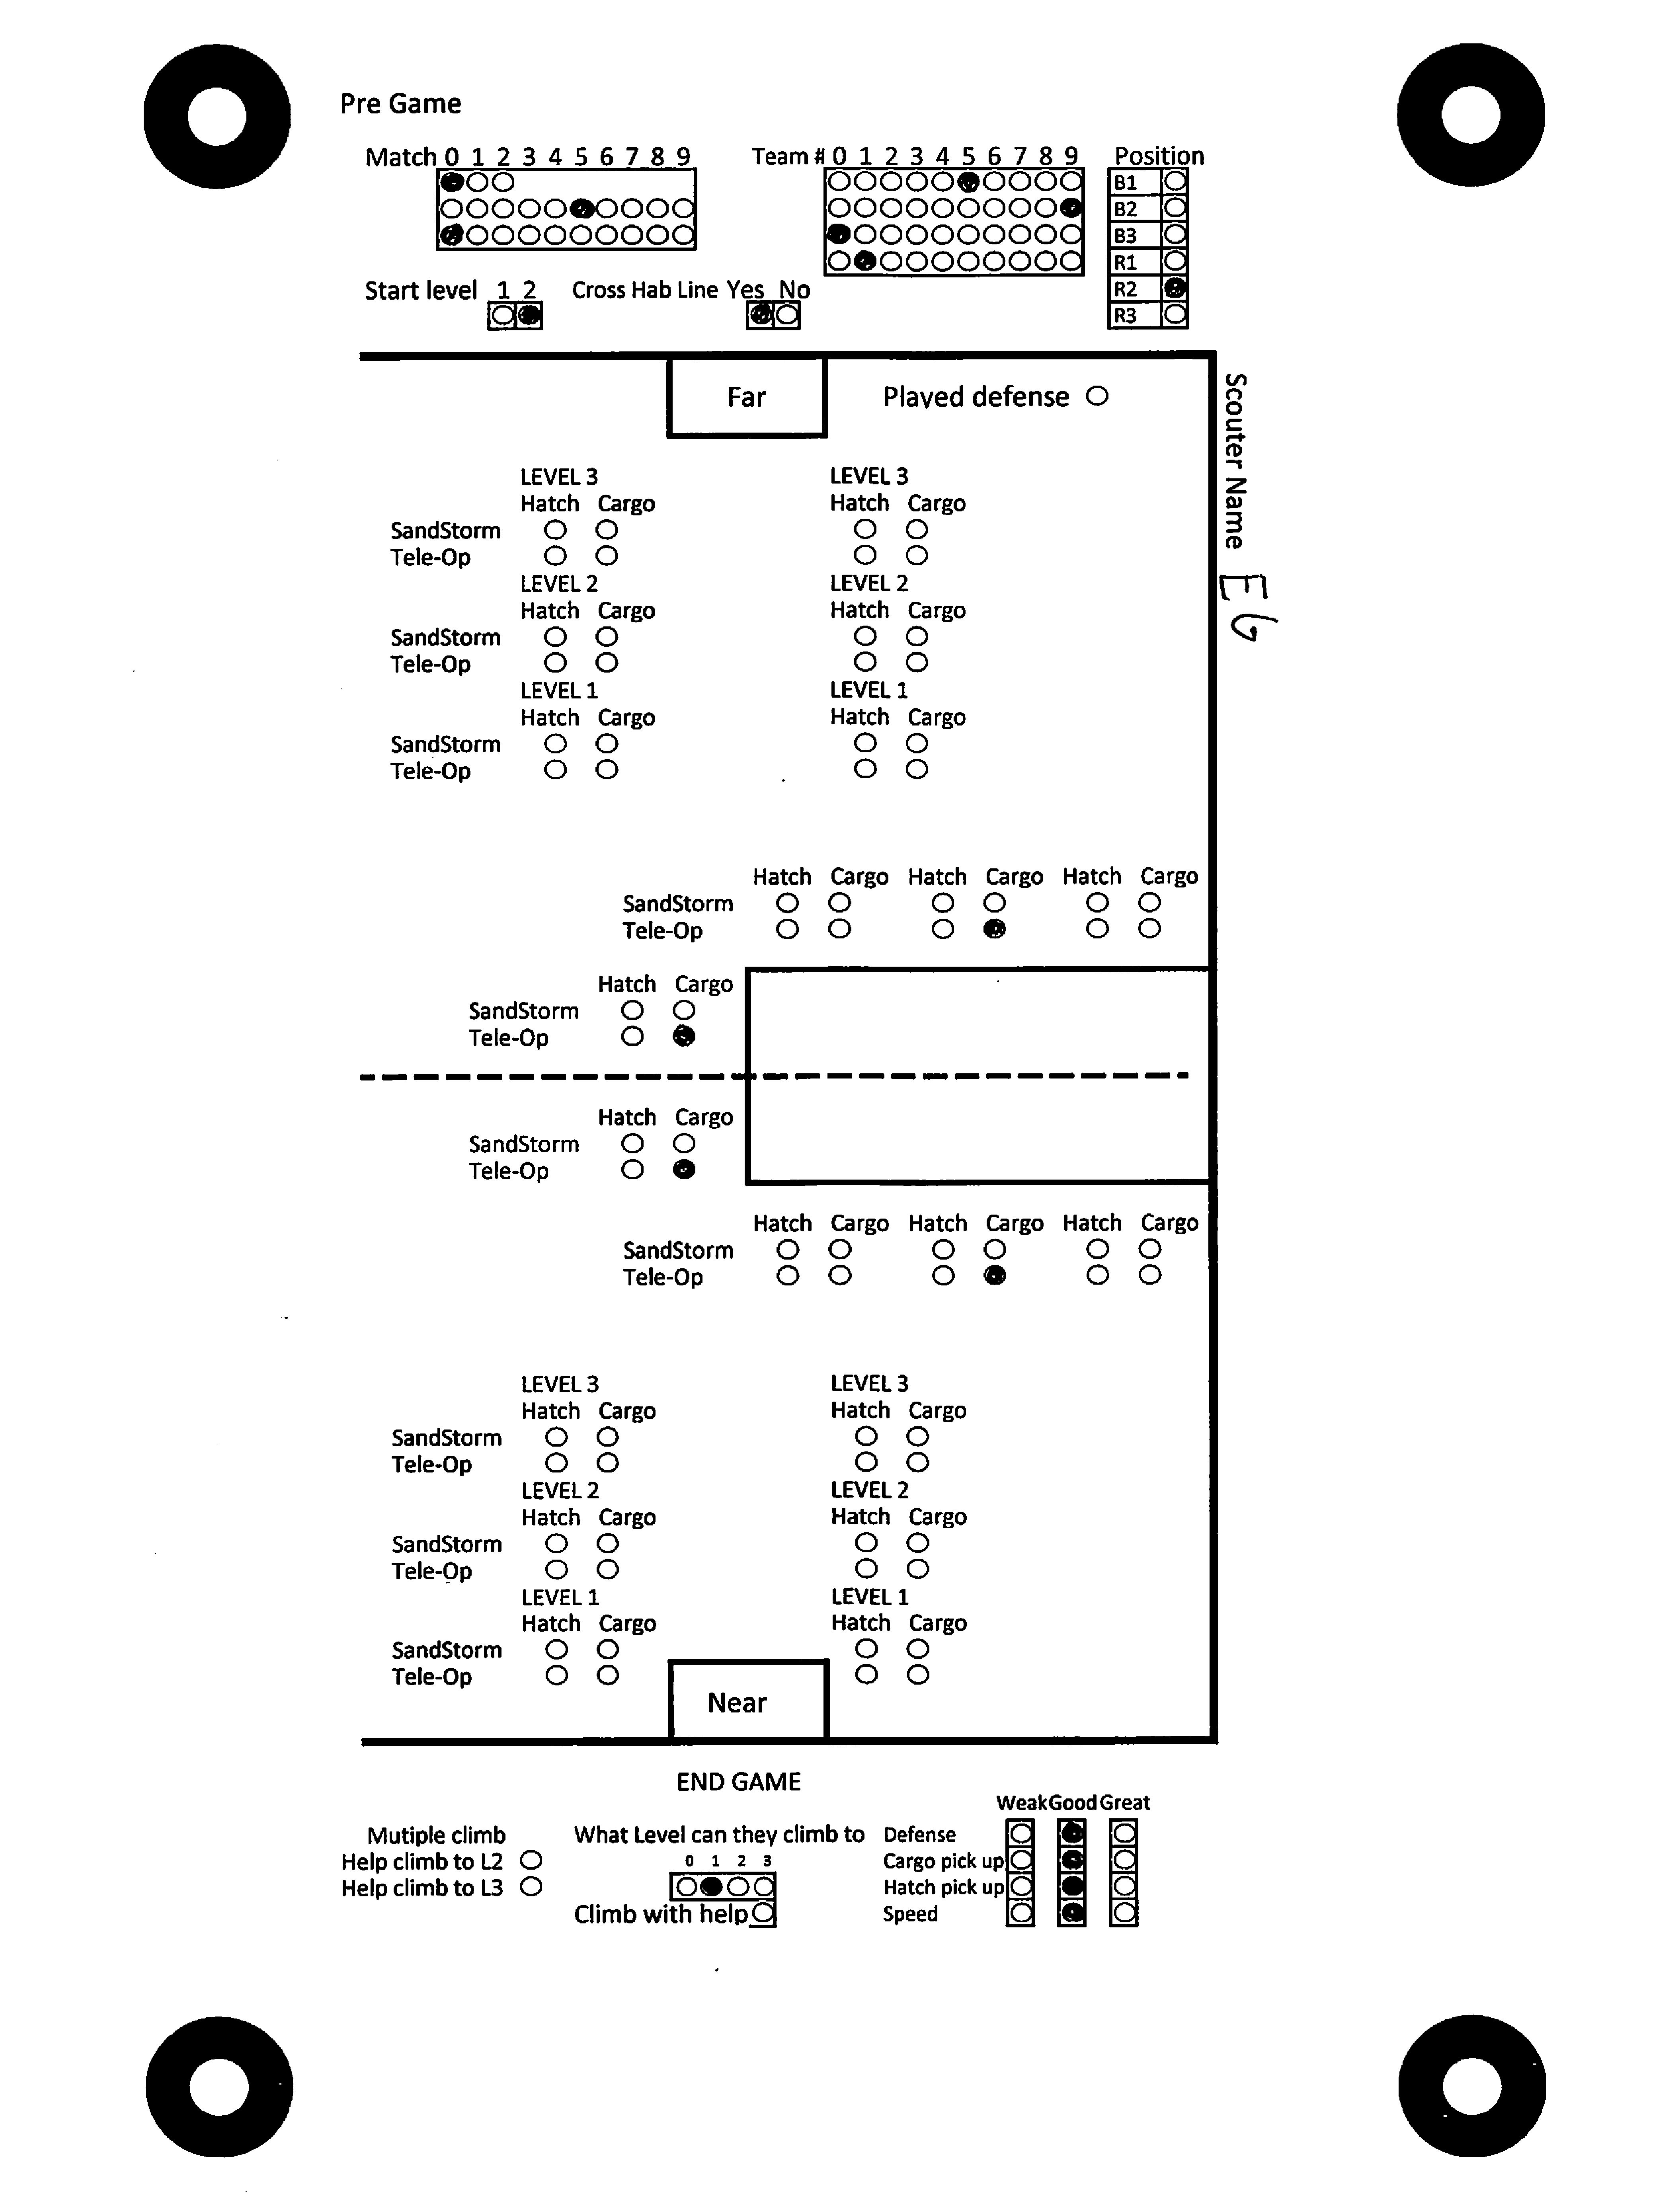 Pre Game
Match 0 1 2 3 4 5 6 7 8 9
Team # 0 1 2 3 4 5 6 7 8 9
Position
B1
B2
B3
R1
R2
R3
Start level 1 2
Cross Hab Line Yes No
Far
Played defense
Scouter Name EG
LEVEL 3 LEVEL 3
Hatch Cargo Hatch Cargo
SandStorm
Tele-Op
LEVEL 2 LEVEL 2
Hatch Cargo Hatch Cargo
SandStorm
Tele-Op
LEVEL 1 LEVEL 1
Hatch Cargo Hatch Cargo
SandStorm
Tele-Op
Hatch Cargo Hatch Cargo Hatch Cargo
SandStorm
Tele-Op
Hatch Cargo
SandStorm
Tele-Op
Hatch Cargo
SandStorm
Tele-Op
Hatch Cargo Hatch Cargo Hatch Cargo
SandStorm
Tele-Op
LEVEL 3 LEVEL 3
Hatch Cargo Hatch Cargo
SandStorm
Tele-Op
LEVEL 2 LEVEL 2
Hatch Cargo Hatch Cargo
SandStorm
Tele-Op
LEVEL 1 LEVEL 1
Hatch Cargo Hatch Cargo
SandStorm
Tele-Op
Near
END GAME
Mutiple climb
Help climb to L2
Help climb to L3
What Level can they climb to
0 1 2 3
Climb with help
Weak Good Great
Defense
Cargo pick up
Hatch pick up
Speed